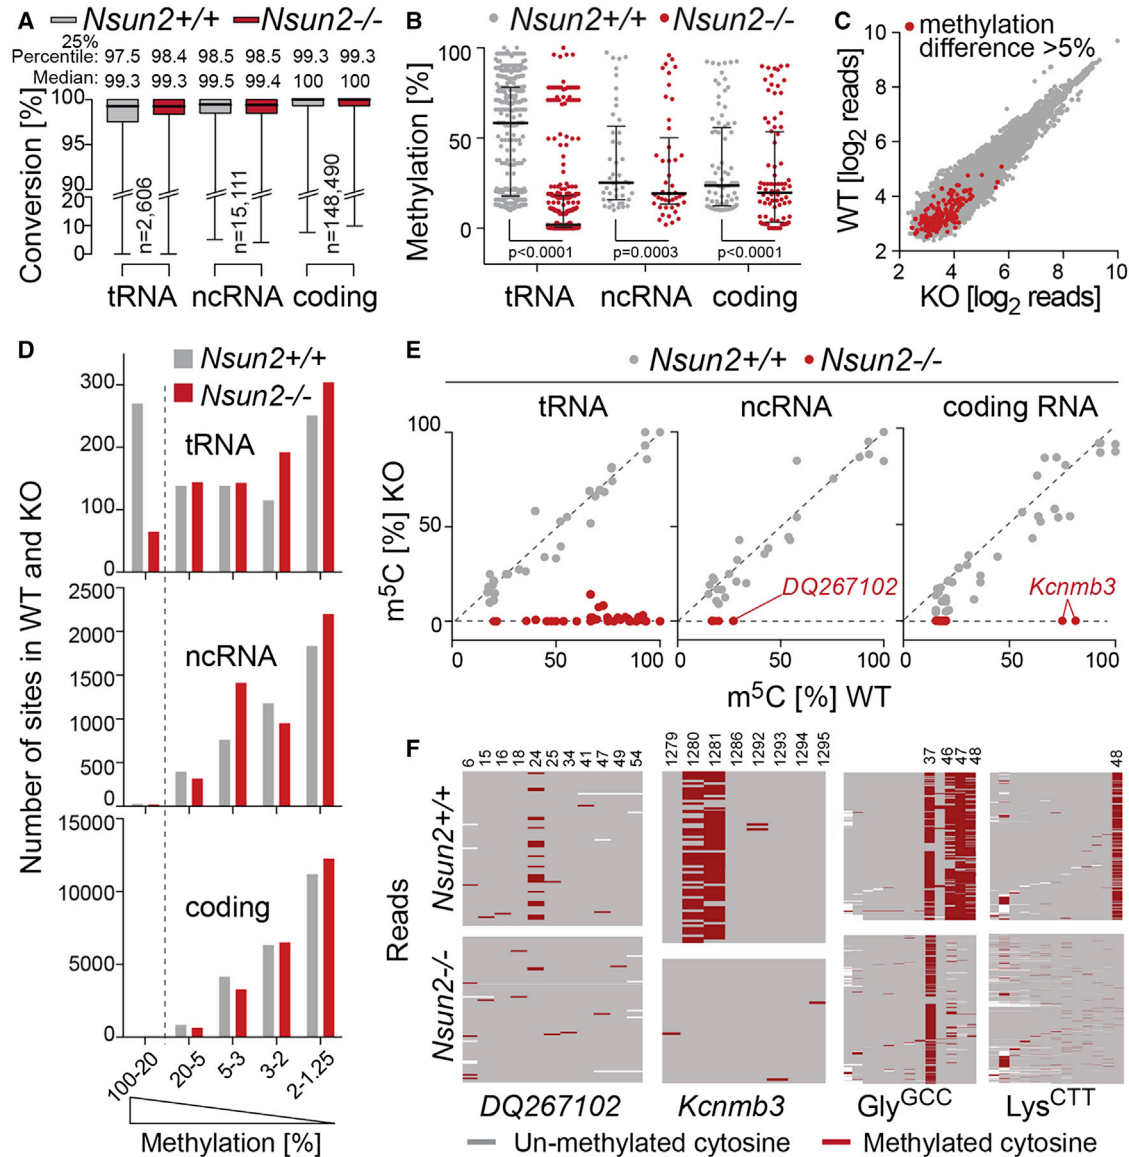 A
Nsun2+/+ Nsun2-/-
25%
Percentile: 97.5 98.4 98.5 98.5 99.3 99.3
Median: 99.3 99.3 99.5 99.4 100 100
Conversion [%]
100
95
90
20
10
0
n=2,606
n=15,111
n=148,490
tRNA ncRNA coding
B
Nsun2+/+ Nsun2-/-
Methylation [%]
100
50
0
p<0.0001 p=0.0003 p<0.0001
tRNA ncRNA coding
C
methylation
difference >5%
WT [log2 reads]
10
8
6
4
2
2 4 6 8 10
KO [log2 reads]
D
Nsun2+/+
Nsun2-/-
Number of sites in WT and KO
tRNA
300
200
100
0
ncRNA
2500
2000
1500
1000
500
0
coding
15000
10000
5000
0
100-20 20-5 5-3 3-2 2-1.25
Methylation [%]
E
Nsun2+/+ Nsun2-/-
tRNA ncRNA coding RNA
m5C [%] KO
100
50
0
DQ267102
Kcnmb3
0 50 100 0 50 100 0 50 100
m5C [%] WT
F
6 15 16 18 24 25 34 41 47 49 54
1279 1280 1281 1286 1292 1293 1294 1295
37 46 47 48
48
Reads
Nsun2+/+
Nsun2-/-
DQ267102 Kcnmb3 GlyGCC LysCTT
Un-methylated cytosine Methylated cytosine